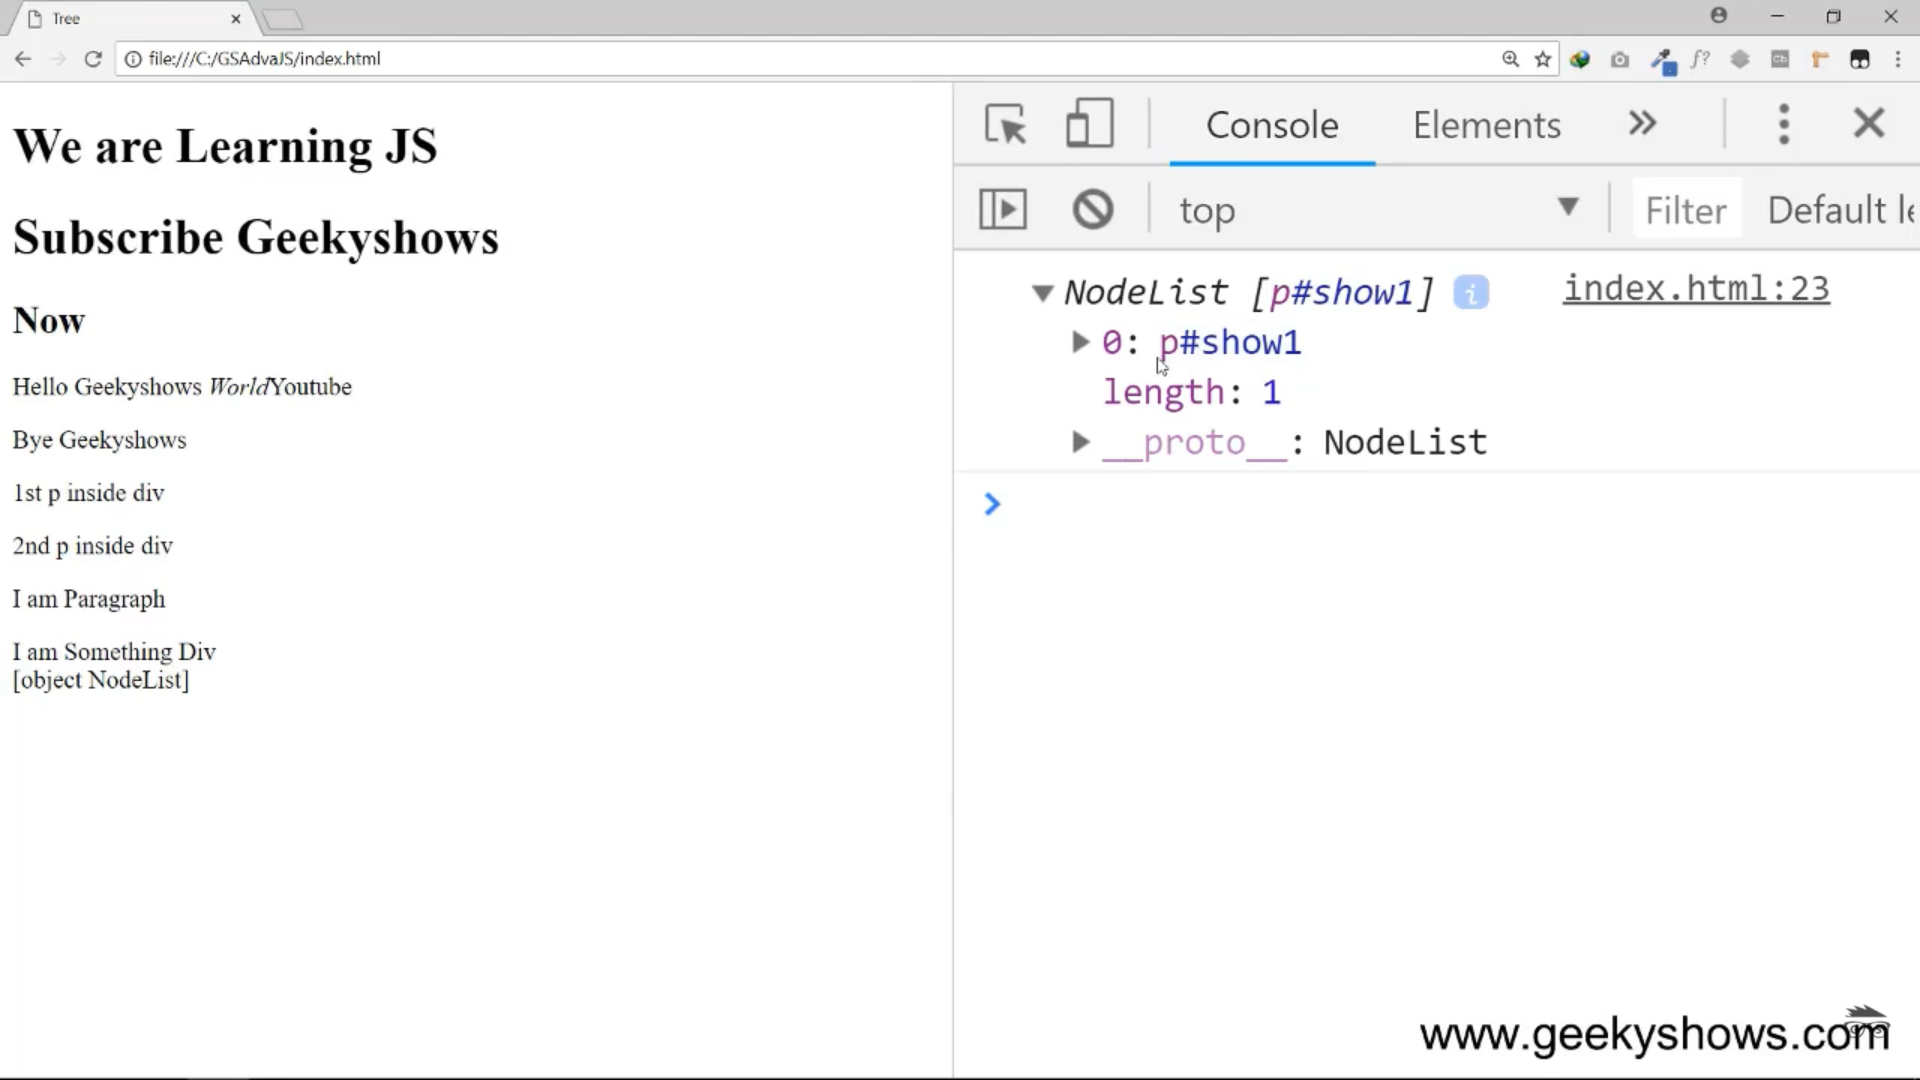 Tree
file:///C:/GSAdvaJS/index.html
We are Learning JS
Subscribe Geekyshows
Now
Hello Geekyshows WorldYoutube
Bye Geekyshows
1st p inside div
2nd p inside div
I am Paragraph
I am Something Div
[object NodeList]
Console Elements
top Filter Default le
NodeList [p#show1] i index.html:23
0: p#show1
length: 1
__proto__: NodeList
www.geekyshows.com